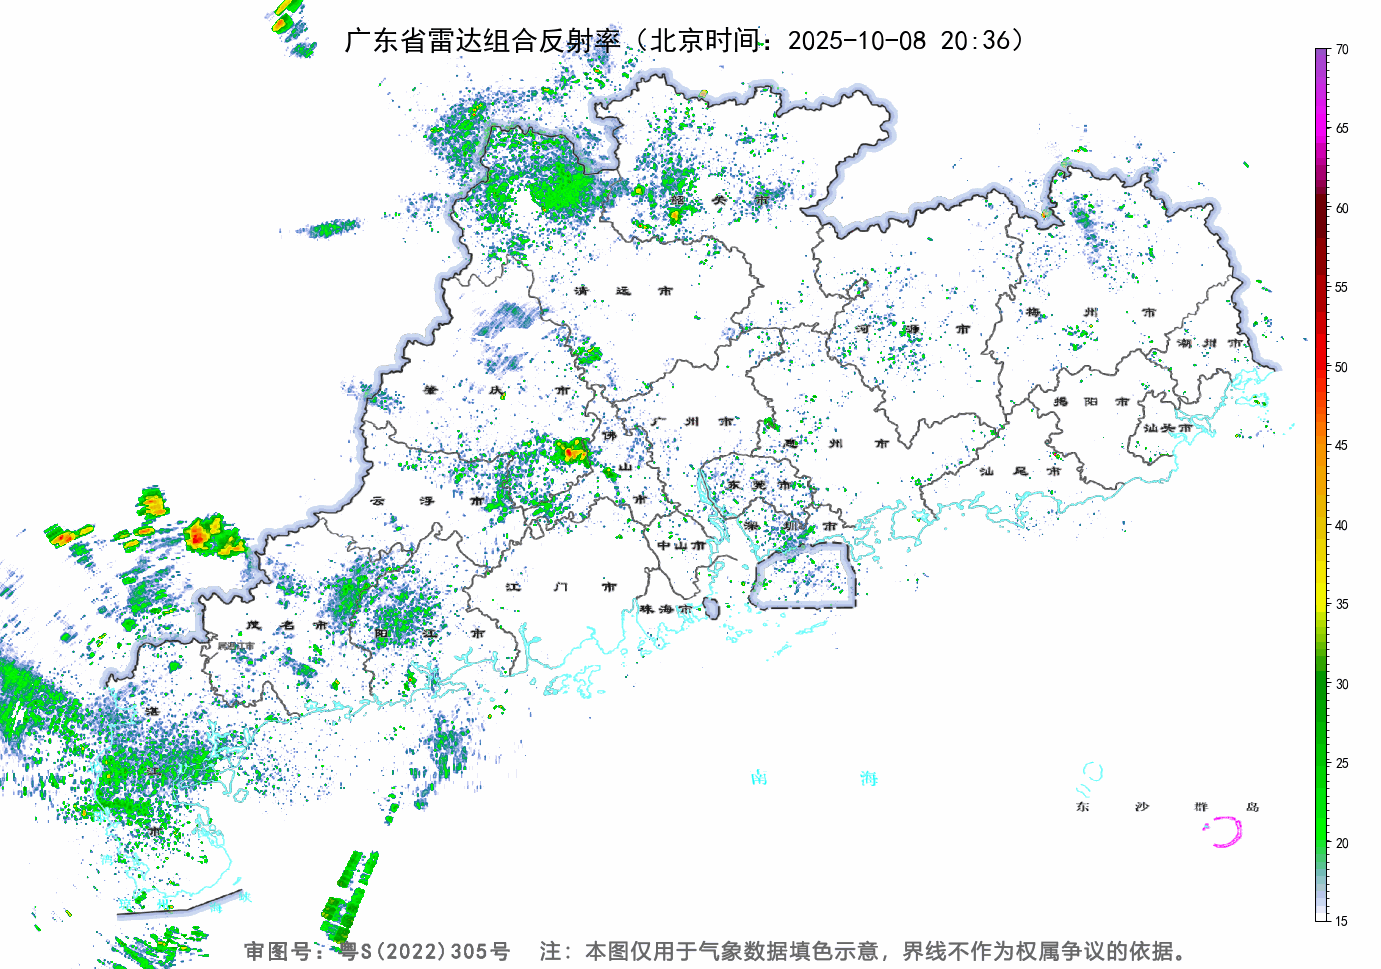 广东省雷达组合反射率（北京时间：2025-10-08 20:36）
70
65
60
55
50
45
40
35
30
25
20
15
韶 关 市
清 远 市
梅 州 市
河 源 市
潮 州 市
肇 庆 市
揭 阳 市
广 州 市
汕头市
佛 山 市
惠 州 市
汕 尾 市
东 莞 市
云 浮 市
深 圳 市
中山市
江 门 市
珠海市
茂 名 市
阳 江 市
湛 江 市
南 海
东 沙 群 岛
审图号：粤S(2022)305号 注：本图仅用于气象数据填色示意，界线不作为权属争议的依据。